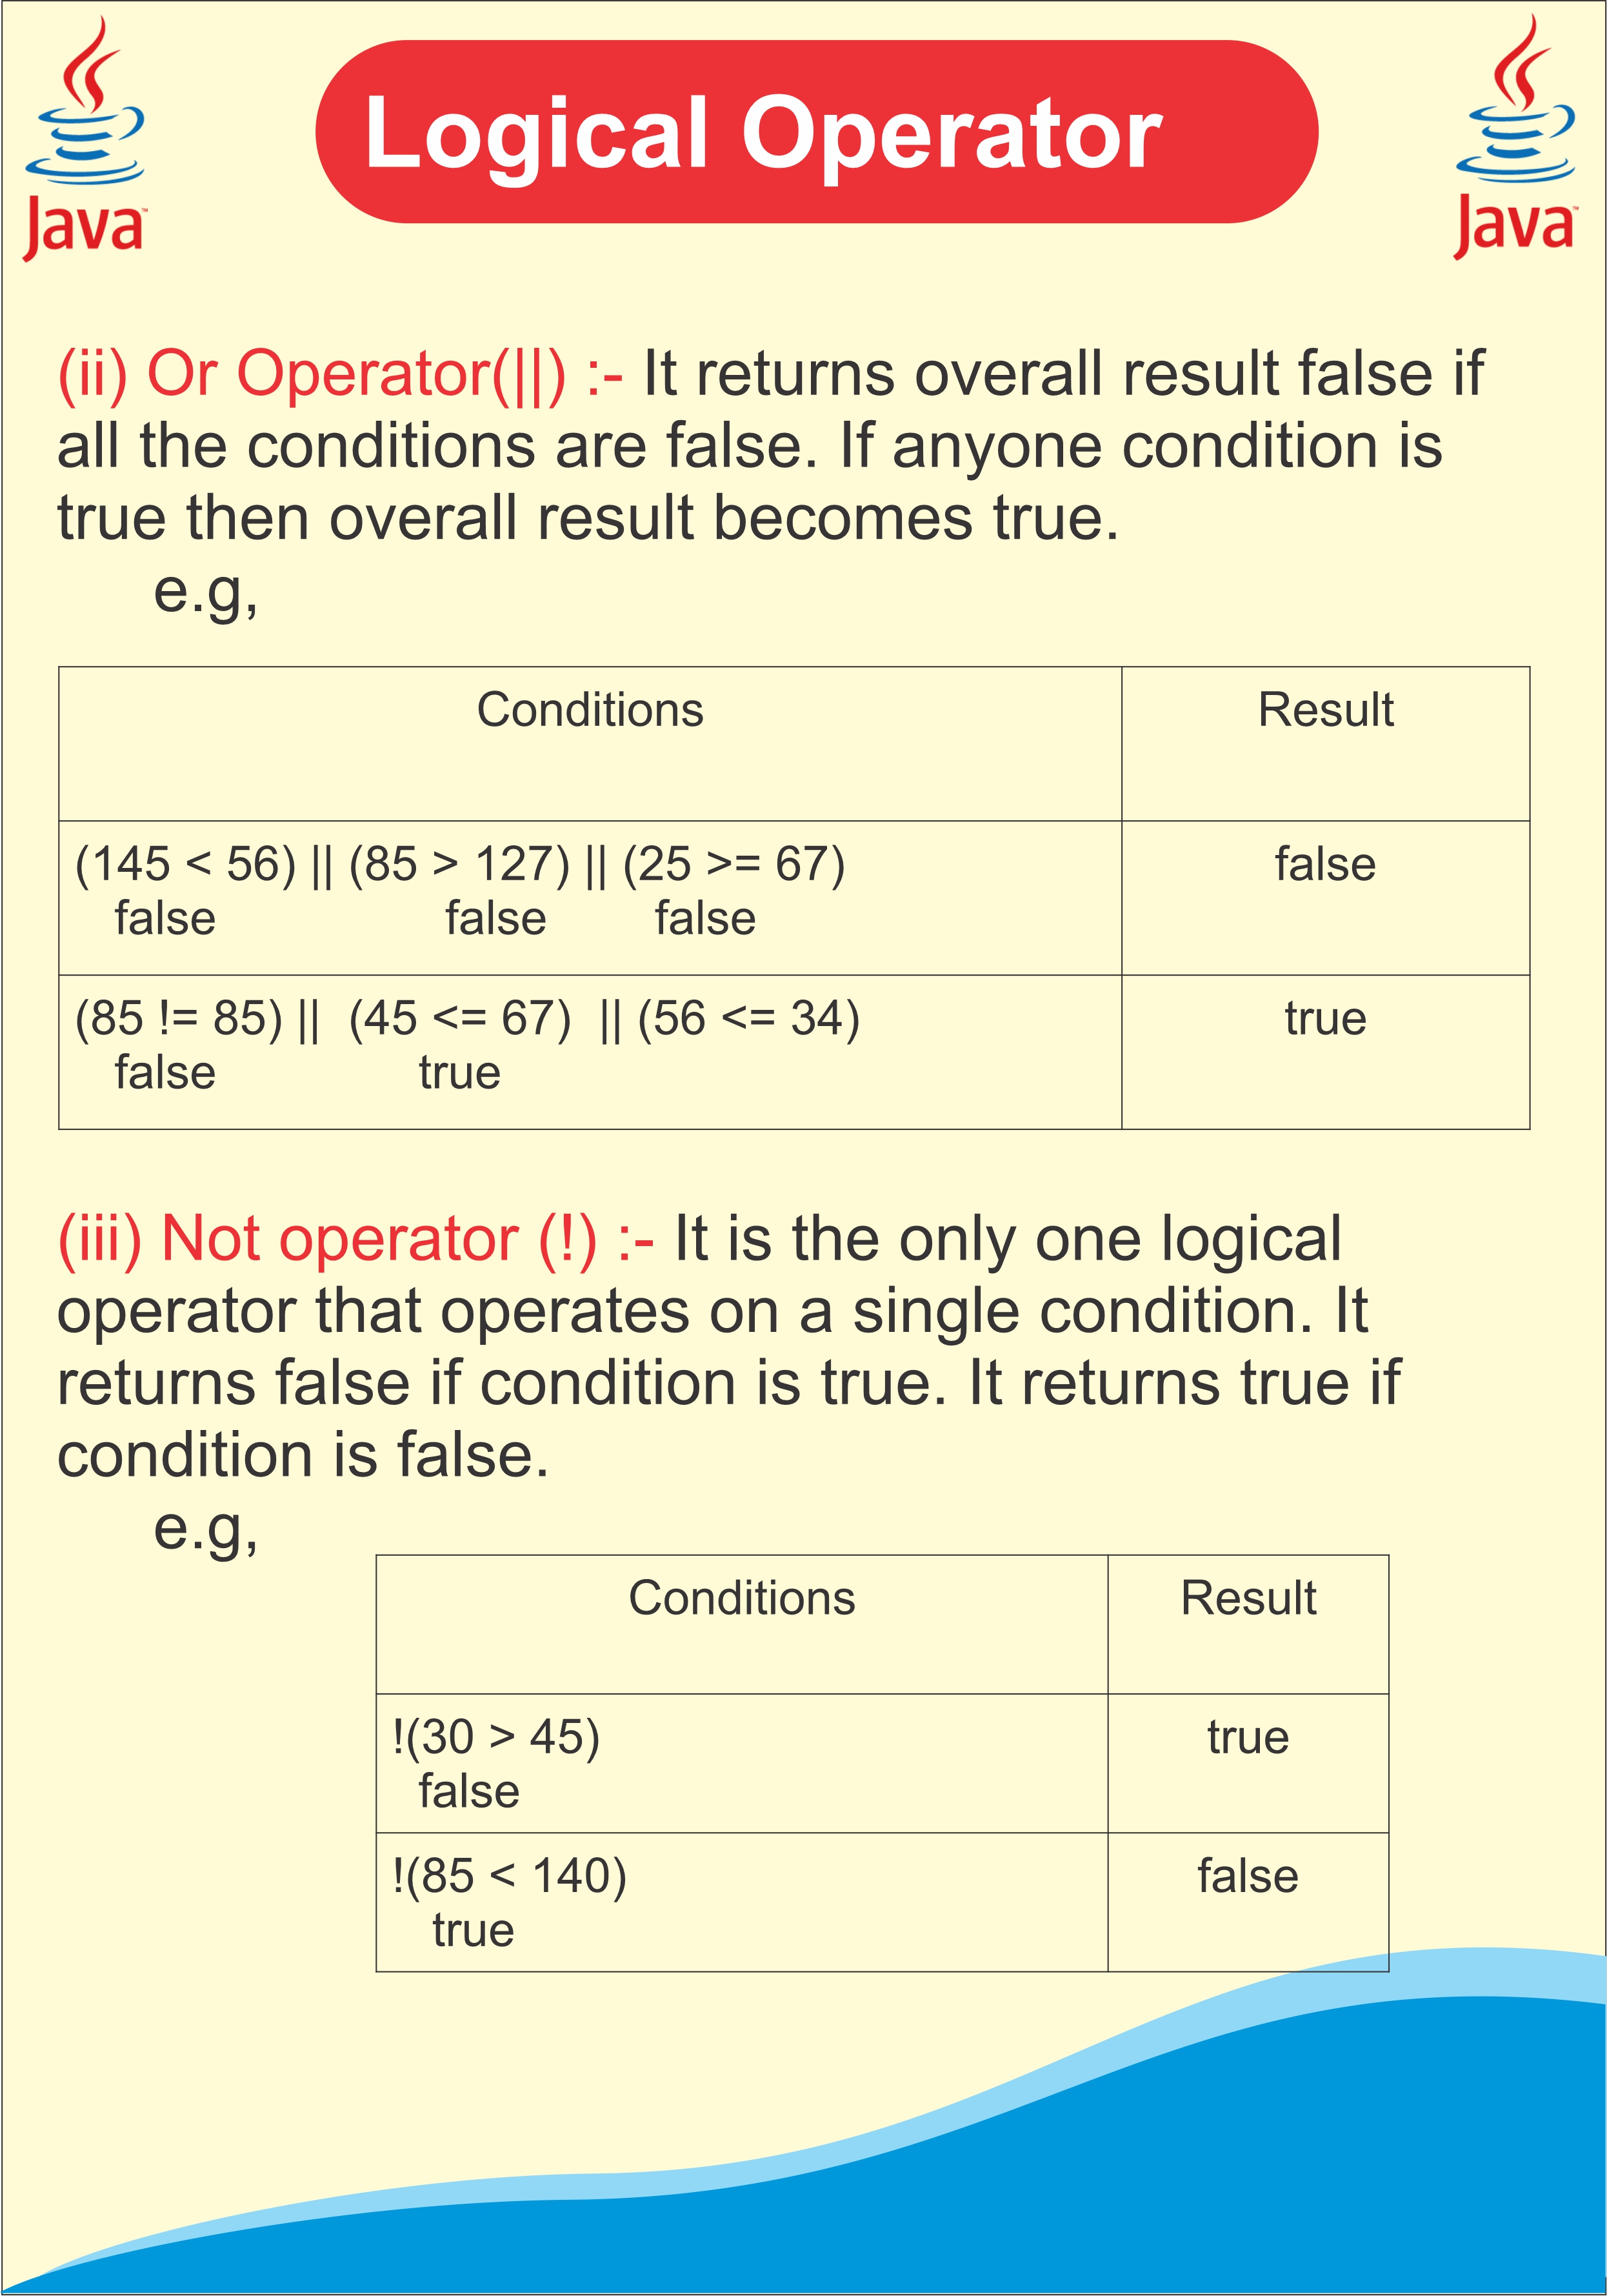 Java™
Logical Operator
Java™
(ii) Or Operator(||) :- It returns overall result false if
all the conditions are false. If anyone condition is
true then overall result becomes true.
e.g,
Conditions Result
(145 < 56) || (85 > 127) || (25 >= 67) false
false false false
(85 != 85) || (45 <= 67) || (56 <= 34) true
false true
(iii) Not operator (!) :- It is the only one logical
operator that operates on a single condition. It
returns false if condition is true. It returns true if
condition is false.
e.g,
Conditions Result
!(30 > 45) true
false
!(85 < 140) false
true